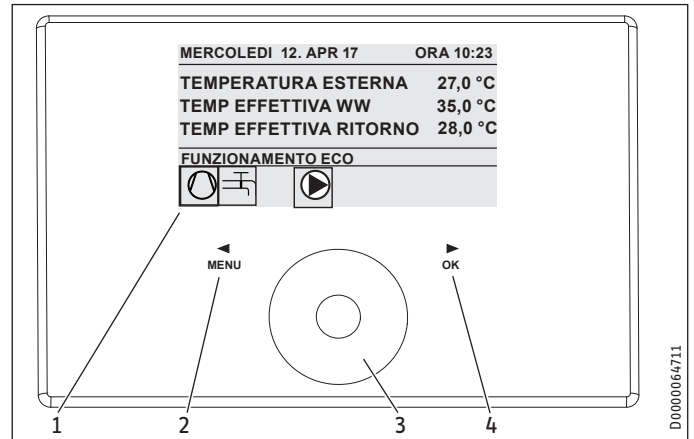 MERCOLEDI 12. APR 17 ORA 10:23
TEMPERATURA ESTERNA 27,0 °C
TEMP EFFETTIVA WW 35,0 °C
TEMP EFFETTIVA RITORNO 28,0 °C
FUNZIONAMENTO ECO
MENU OK
1 2 3 4
D0000064711